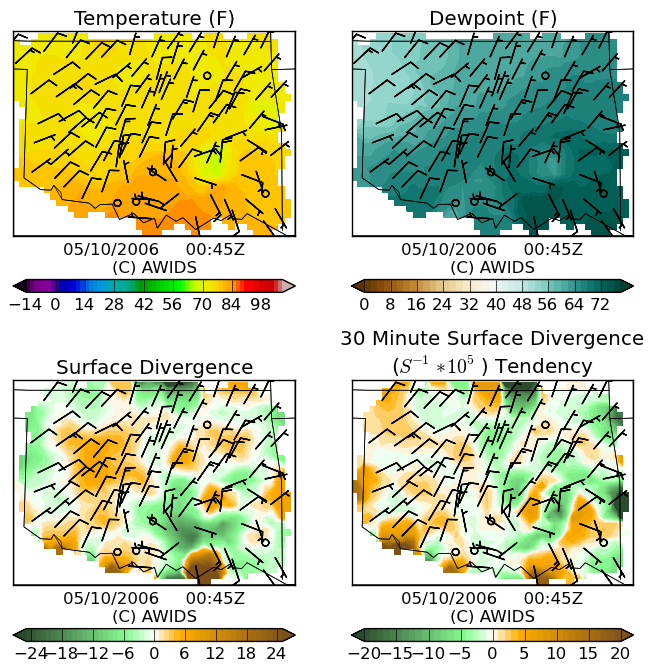 Temperature (F)
Dewpoint (F)
05/10/2006 00:45Z
(C) AWIDS
−14 0 14 28 42 56 70 84 98
05/10/2006 00:45Z
(C) AWIDS
0 8 16 24 32 40 48 56 64 72
Surface Divergence
30 Minute Surface Divergence
(S⁻¹ *10⁵ ) Tendency
05/10/2006 00:45Z
(C) AWIDS
−24 −18 −12 −6 0 6 12 18 24
05/10/2006 00:45Z
(C) AWIDS
−20 −15 −10 −5 0 5 10 15 20